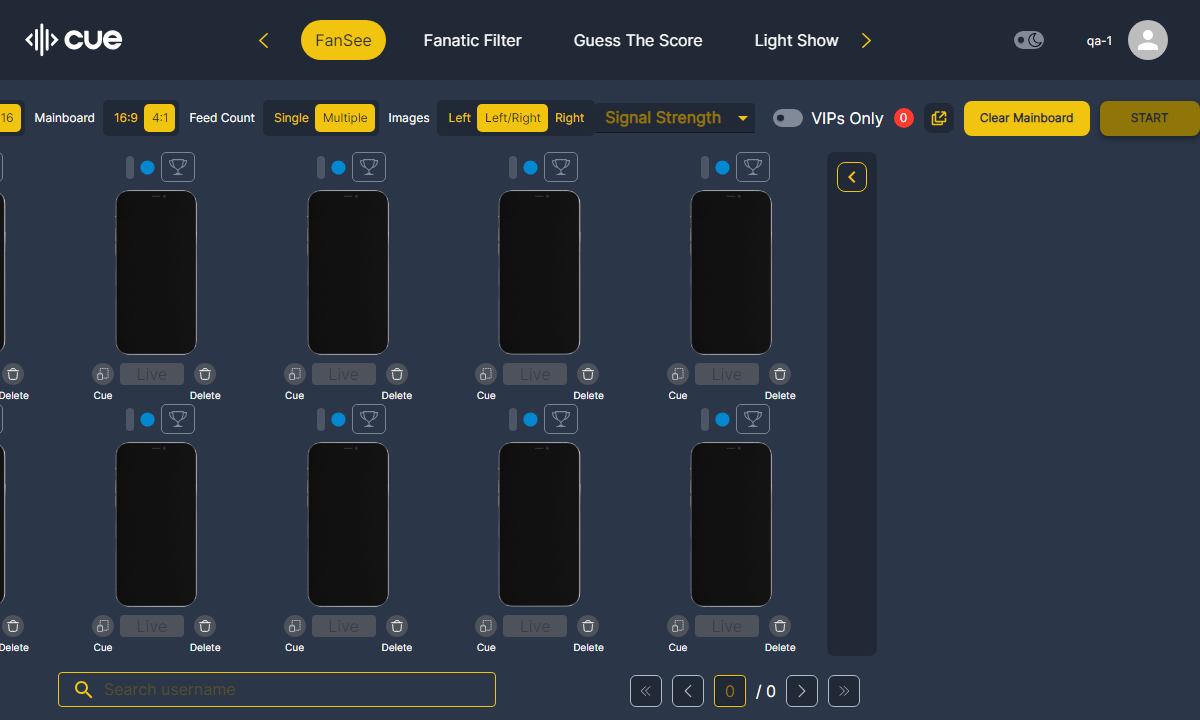 cue FanSee Fanatic Filter Guess The Score Light Show qa-1
16 Mainboard 16:9 4:1 Feed Count Single Multiple Images Left Left/Right Right Signal Strength VIPs Only 0 Clear Mainboard START
Live Live Live Live
Delete Cue Delete Cue Delete Cue Delete Cue Delete
Live Live Live Live
Delete Cue Delete Cue Delete Cue Delete Cue Delete
Search username 0 / 0